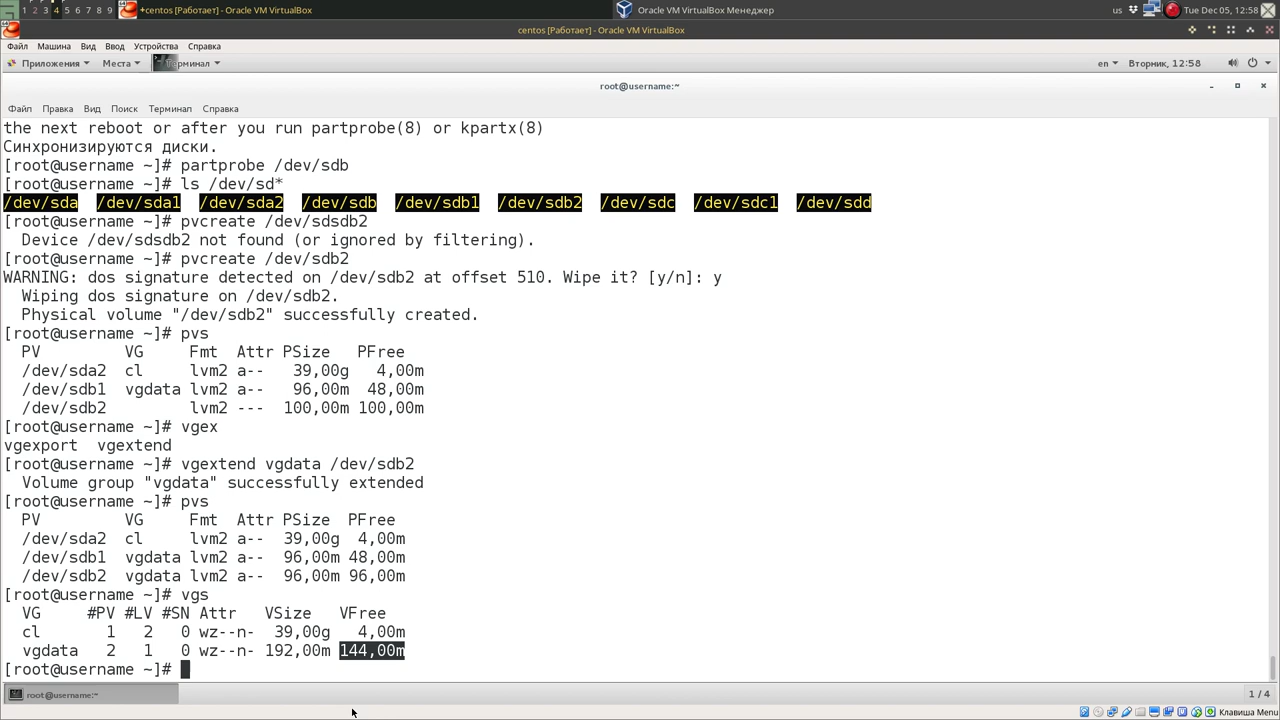 1 2 3 4 5 6 7 8 9 •centos [Работает] - Oracle VM VirtualBox Oracle VM VirtualBox Менеджер us Tue Dec 05, 12:58
centos [Работает] - Oracle VM VirtualBox
Файл Машина Вид Ввод Устройства Справка
Приложения Места Терминал en Вторник, 12:58
root@username:~
Файл Правка Вид Поиск Терминал Справка
the next reboot or after you run partprobe(8) or kpartx(8)
Синхронизируются диски.
[root@username ~]# partprobe /dev/sdb
[root@username ~]# ls /dev/sd*
/dev/sda /dev/sda1 /dev/sda2 /dev/sdb /dev/sdb1 /dev/sdb2 /dev/sdc /dev/sdc1 /dev/sdd
[root@username ~]# pvcreate /dev/sdsdb2
Device /dev/sdsdb2 not found (or ignored by filtering).
[root@username ~]# pvcreate /dev/sdb2
WARNING: dos signature detected on /dev/sdb2 at offset 510. Wipe it? [y/n]: y
Wiping dos signature on /dev/sdb2.
Physical volume "/dev/sdb2" successfully created.
[root@username ~]# pvs
PV VG Fmt Attr PSize PFree
/dev/sda2 cl lvm2 a-- 39,00g 4,00m
/dev/sdb1 vgdata lvm2 a-- 96,00m 48,00m
/dev/sdb2 lvm2 --- 100,00m 100,00m
[root@username ~]# vgex
vgexport vgextend
[root@username ~]# vgextend vgdata /dev/sdb2
Volume group "vgdata" successfully extended
[root@username ~]# pvs
PV VG Fmt Attr PSize PFree
/dev/sda2 cl lvm2 a-- 39,00g 4,00m
/dev/sdb1 vgdata lvm2 a-- 96,00m 48,00m
/dev/sdb2 vgdata lvm2 a-- 96,00m 96,00m
[root@username ~]# vgs
VG #PV #LV #SN Attr VSize VFree
cl 1 2 0 wz--n- 39,00g 4,00m
vgdata 2 1 0 wz--n- 192,00m 144,00m
[root@username ~]#
root@username:~ 1 / 4
Клавиша Menu